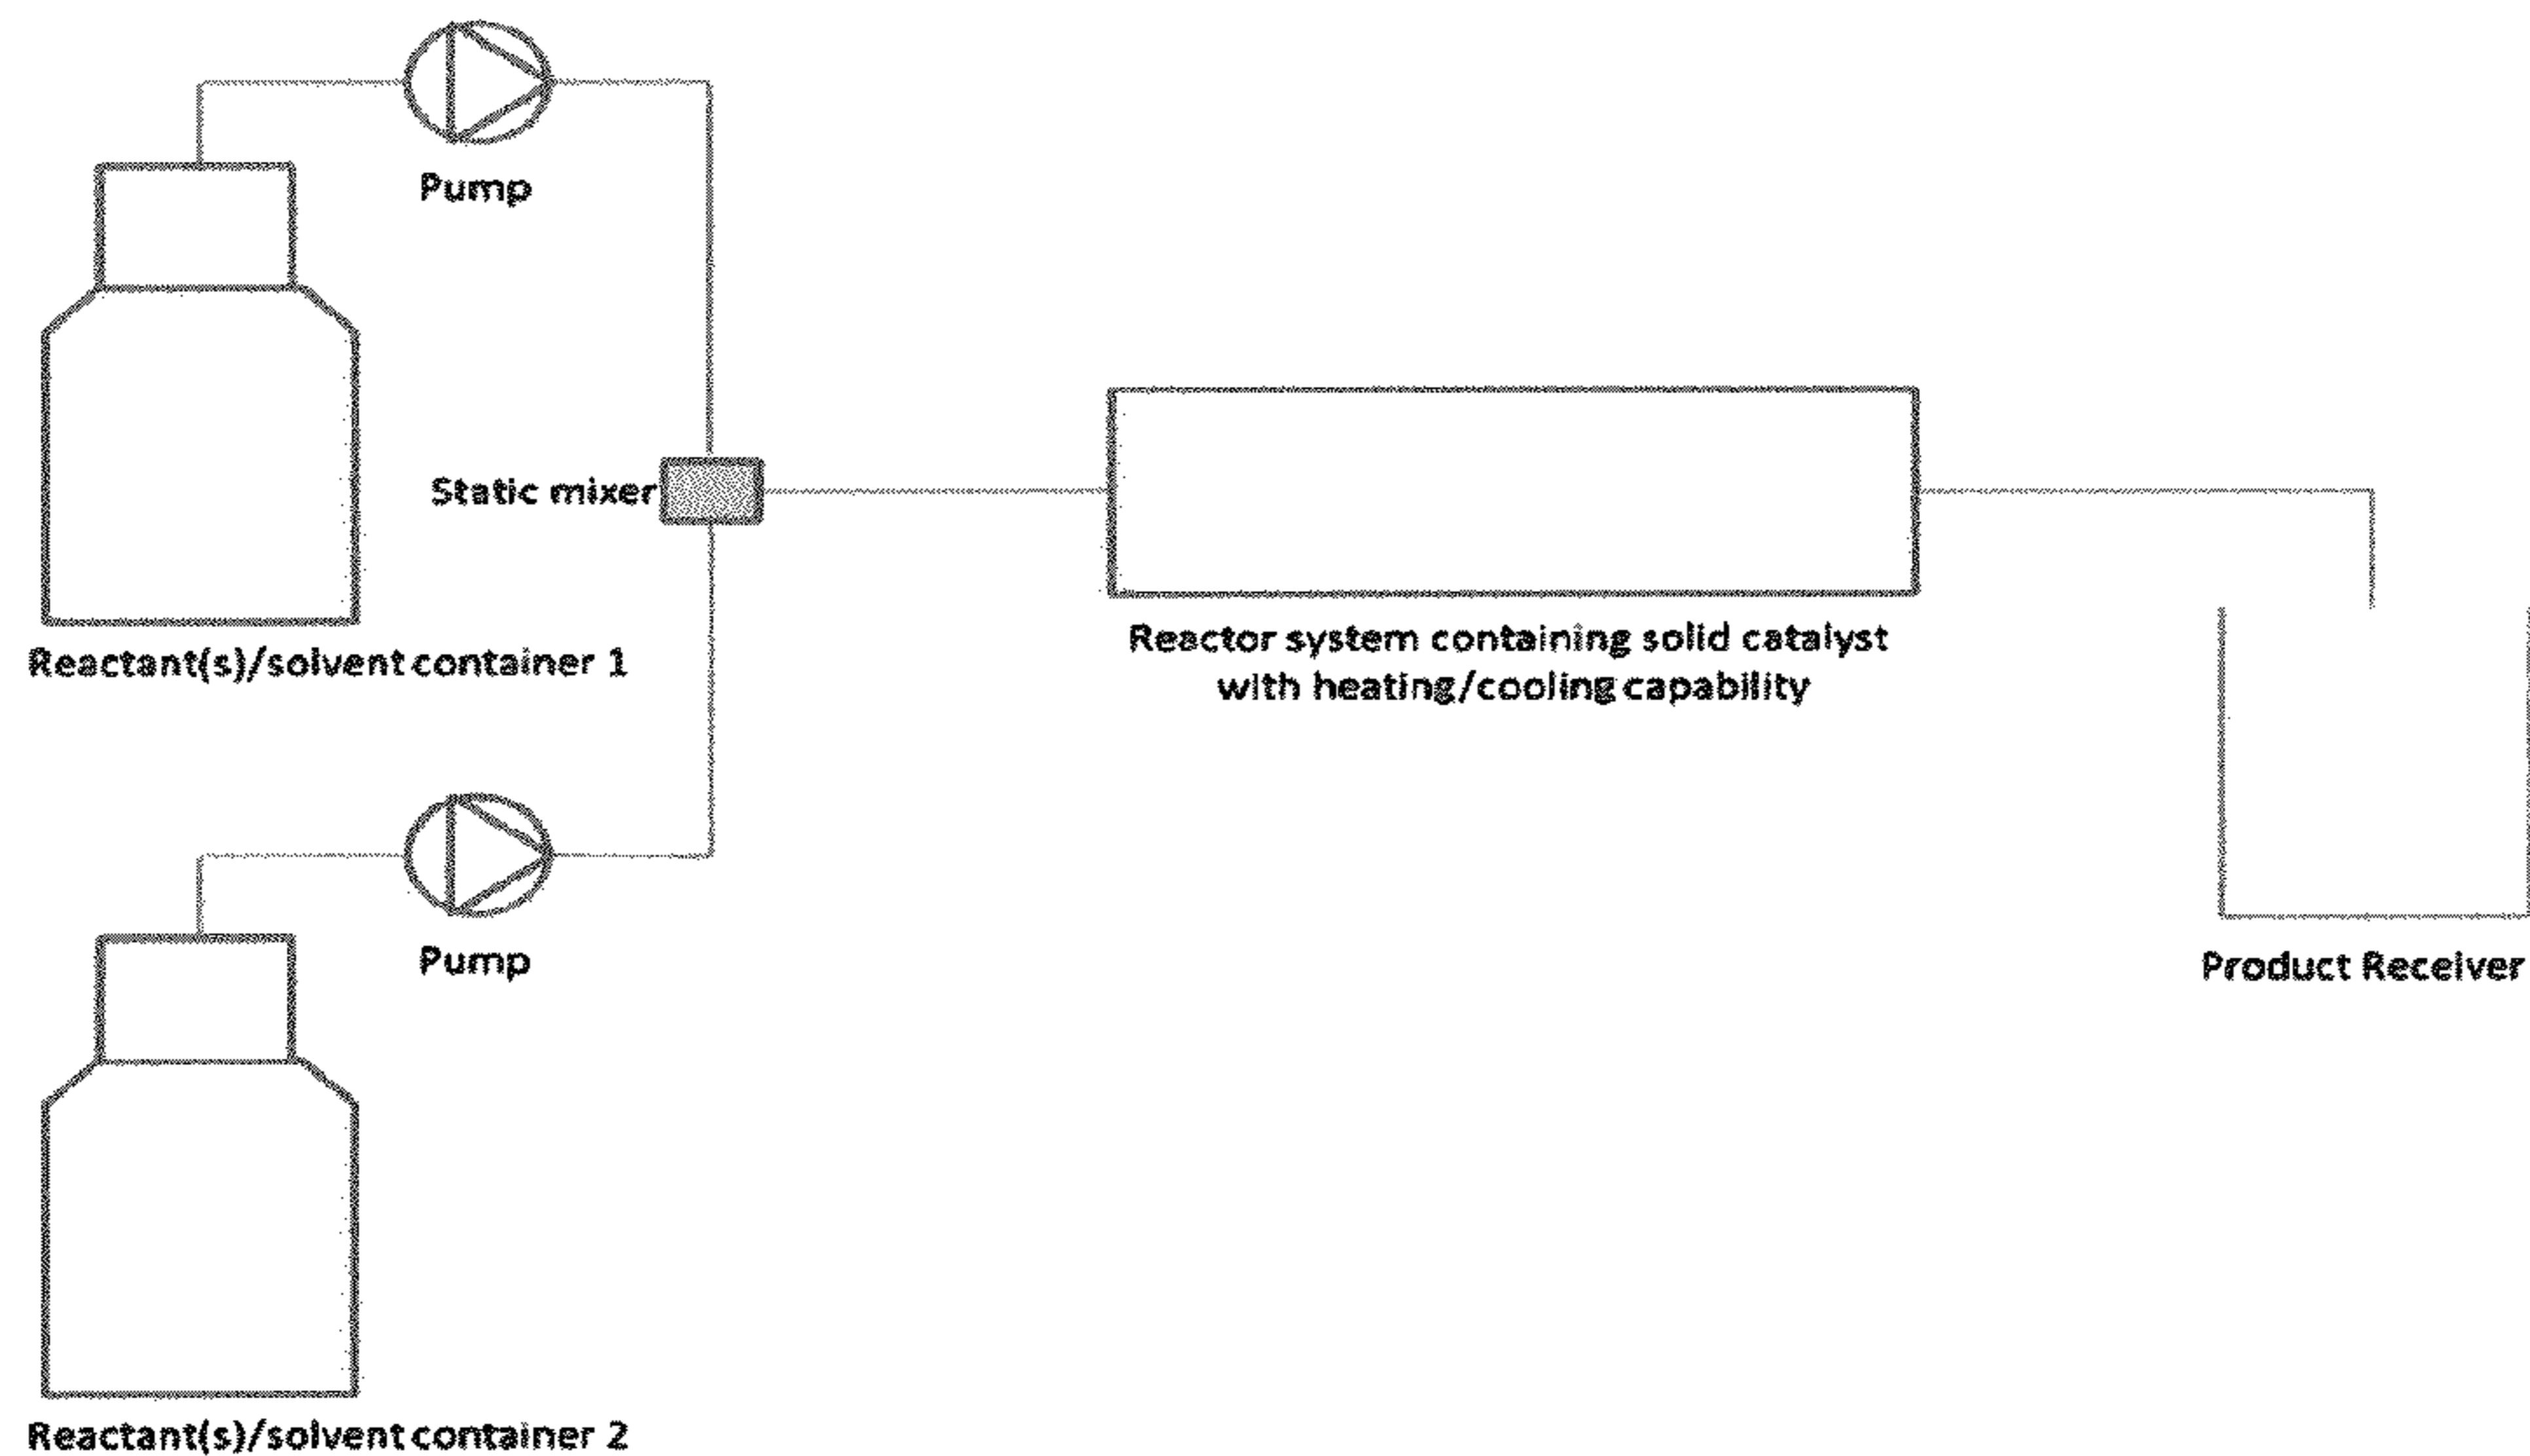 Pump
Static mixer
Reactant(s)/solvent container 1
Reactor system containing solid catalyst
with heating/cooling capability
Pump
Product Receiver
Reactant(s)/solvent container 2